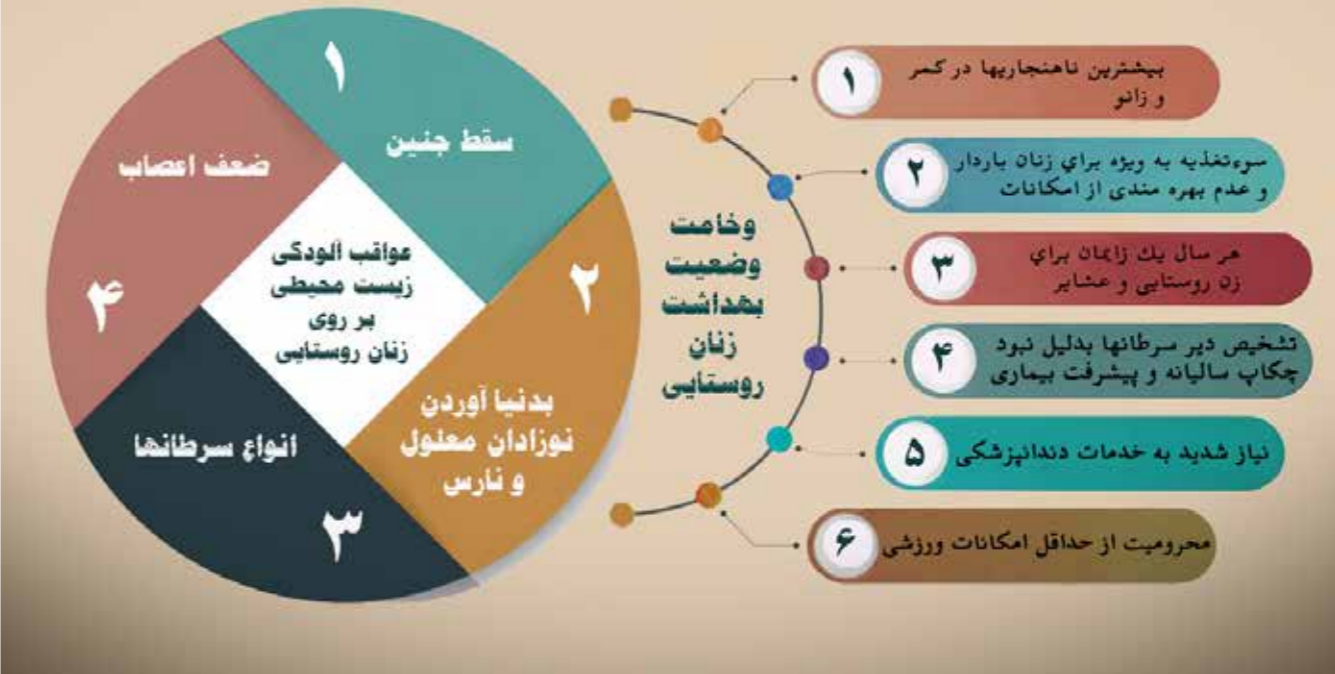 ۱
سقط جنین
۲
بدنیا آوردن
نوزادان معلول
و نارس
۳
انواع سرطانها
۴
ضعف اعصاب
عواقب آلودگی
زیست محیطی
بر روی
زنان روستایی
وخامت
وضعیت
بهداشت
زنان
روستایی
۱
بیشترین ناهنجاریها در کمر
و زانو
۲
سوءتغذیه به ویژه براي زنان باردار
و عدم بهره مندی از امکانات
۳
هر سال یك زایمان براي
زن روستایی و عشایر
۴
تشخیص دیر سرطانها بدلیل نبود
چکاپ سالیانه و پیشرفت بیماری
۵
نیاز شدید به خدمات دندانپزشکی
۶
محرومیت از حداقل امکانات ورزشی